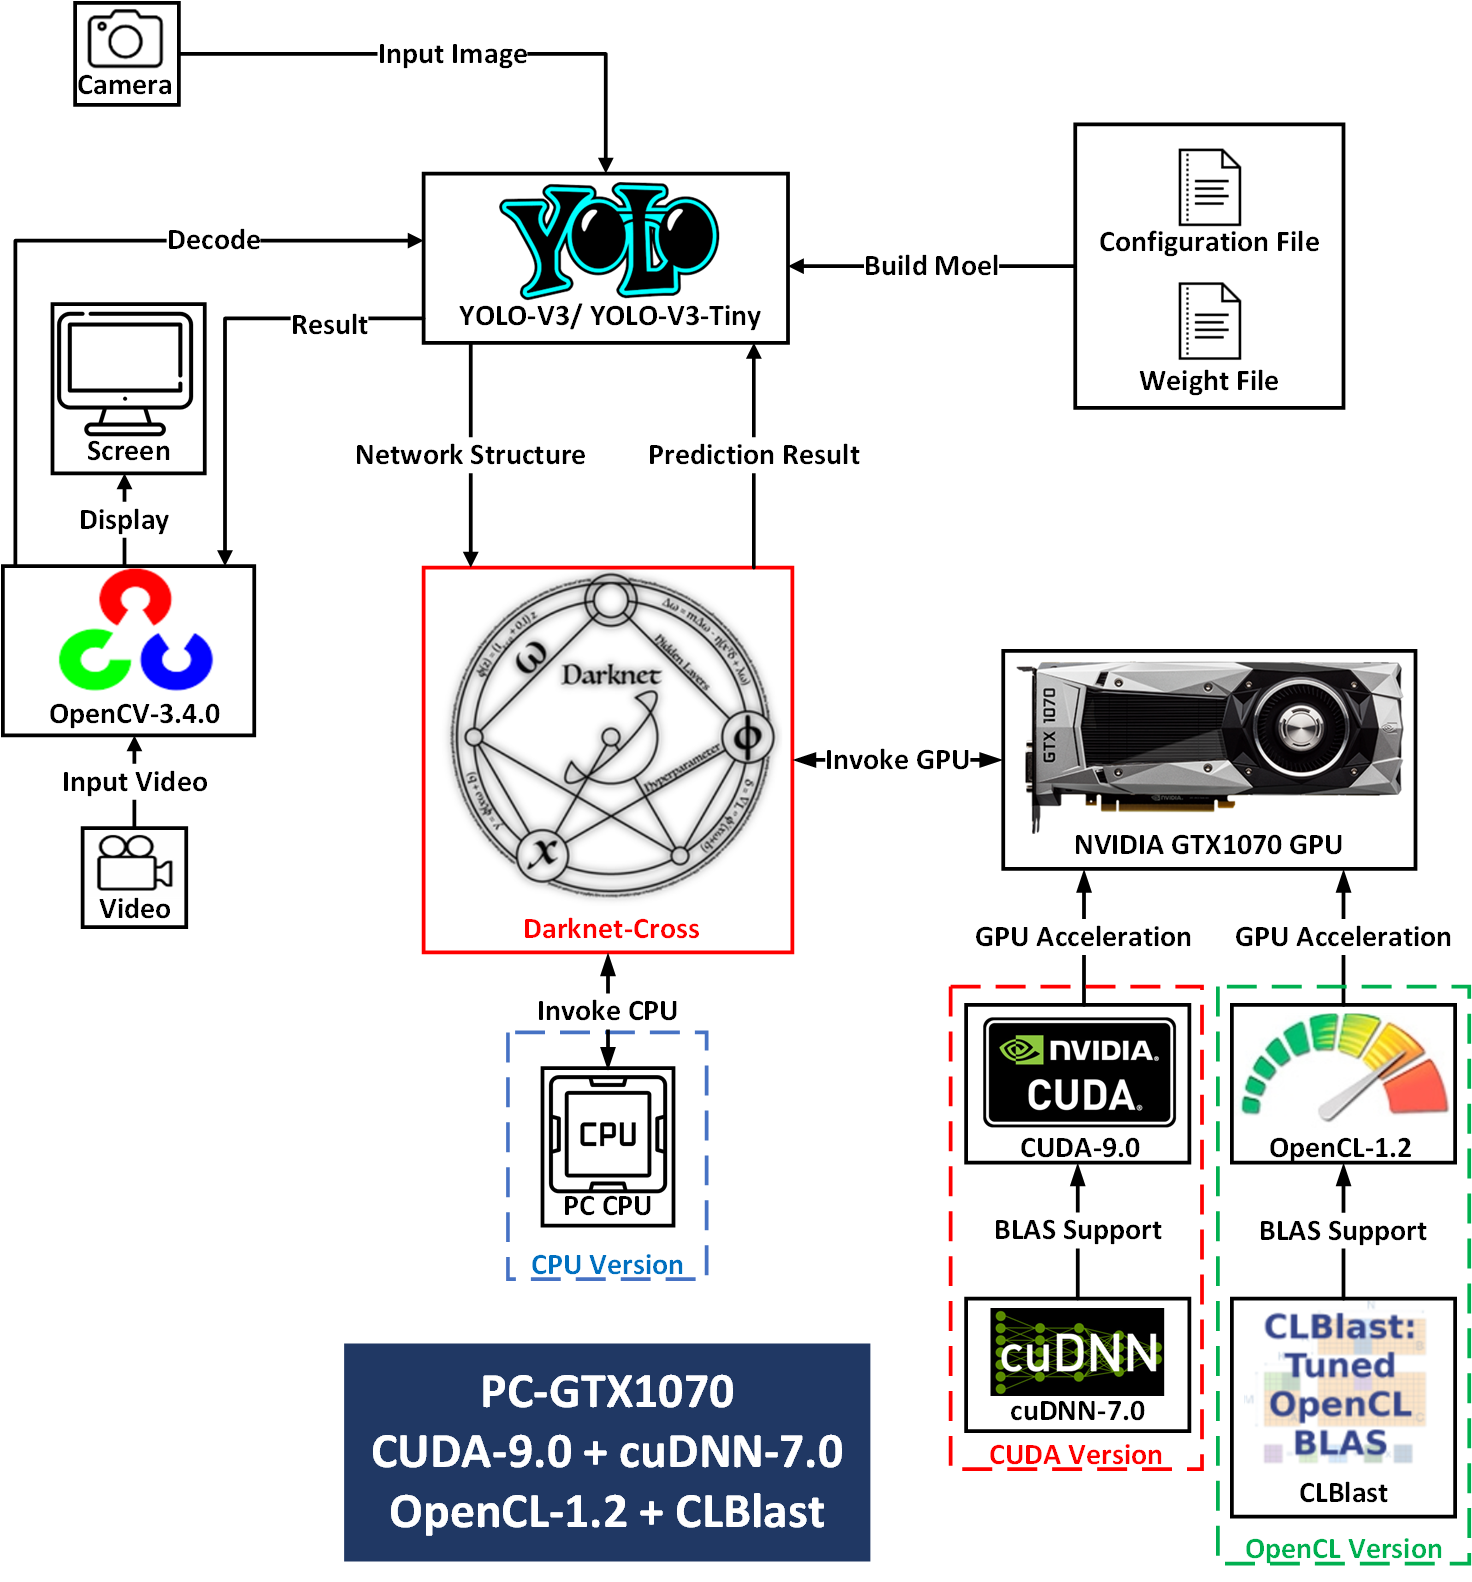 Camera
Input Image
YOLO
YOLO-V3/ YOLO-V3-Tiny
Decode
Result
Build Moel
Configuration File
Weight File
Screen
Display
Network Structure
Prediction Result
OpenCV-3.4.0
Input Video
Video
Darknet
Hidden Layers
Hyperparameter
ω
ϕ
x
Darknet-Cross
Invoke GPU
GTX 1070
NVIDIA GTX1070 GPU
GPU Acceleration
GPU Acceleration
Invoke CPU
CPU
PC CPU
CPU Version
NVIDIA.
CUDA.
CUDA-9.0
OpenCL-1.2
BLAS Support
BLAS Support
cuDNN
cuDNN-7.0
CUDA Version
CLBlast:
Tuned
OpenCL
BLAS
CLBlast
OpenCL Version
PC-GTX1070
CUDA-9.0 + cuDNN-7.0
OpenCL-1.2 + CLBlast